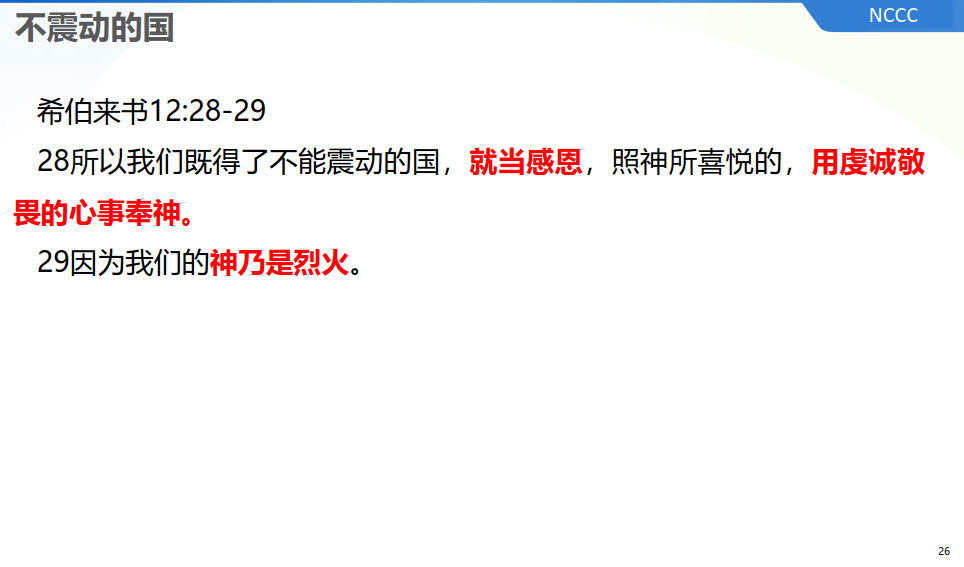 不震动的国
NCCC
希伯来书12:28-29
28所以我们既得了不能震动的国，就当感恩，照神所喜悦的，用虔诚敬
畏的心事奉神。
29因为我们的神乃是烈火。
26